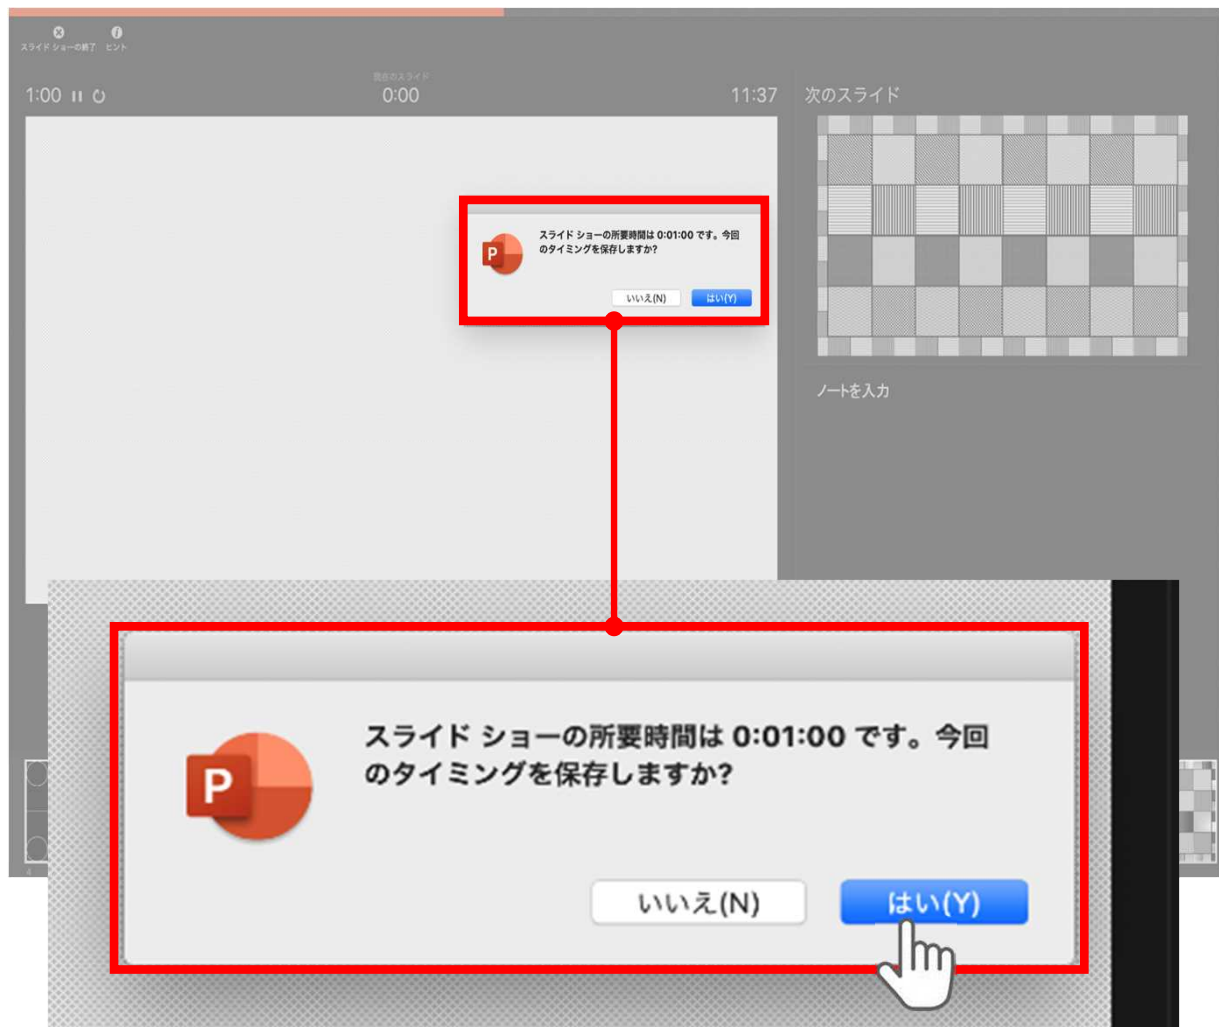 スライド ショーの終了 ヒント
現在のスライド
1:00 0:00 11:37 次のスライド
スライド ショーの所要時間は 0:01:00 です。今回
のタイミングを保存しますか?
いいえ(N) はい(Y)
ノートを入力
スライド ショーの所要時間は 0:01:00 です。今回
のタイミングを保存しますか?
P
いいえ(N) はい(Y)
4